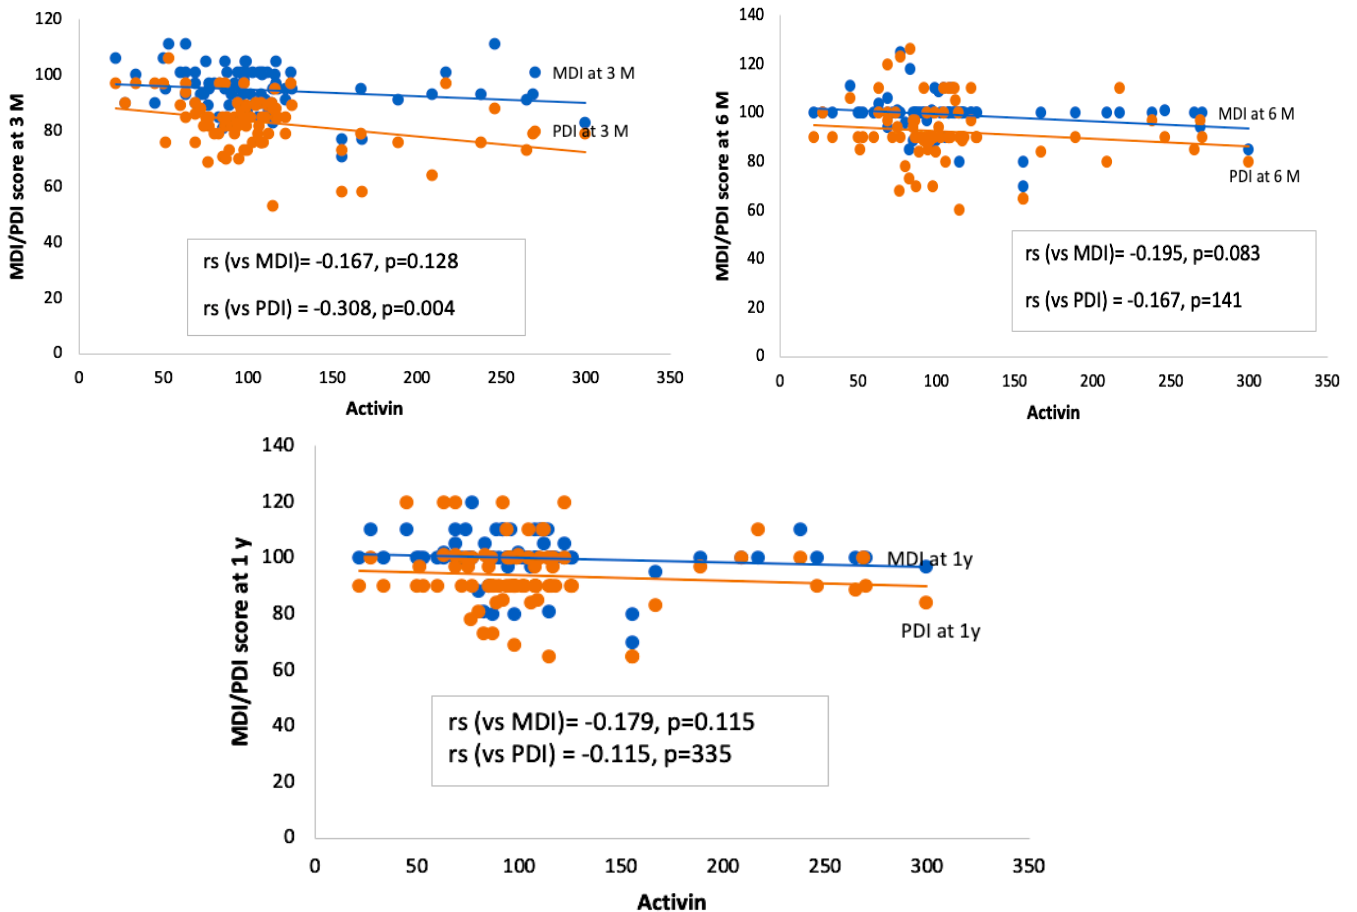 120
100
80
60
40
20
0
MDI/PDI score at 3 M
MDI at 3 M
PDI at 3 M
rs (vs MDI)= -0.167, p=0.128
rs (vs PDI) = -0.308, p=0.004
0 50 100 150 200 250 300 350
Activin
140
120
100
80
60
40
20
0
MDI/PDI score at 6 M
MDI at 6 M
PDI at 6 M
rs (vs MDI)= -0.195, p=0.083
rs (vs PDI) = -0.167, p=141
0 50 100 150 200 250 300 350
Activin
140
120
100
80
60
40
20
0
MDI/PDI score at 1 y
MDI at 1y
PDI at 1y
rs (vs MDI)= -0.179, p=0.115
rs (vs PDI) = -0.115, p=335
0 50 100 150 200 250 300 350
Activin